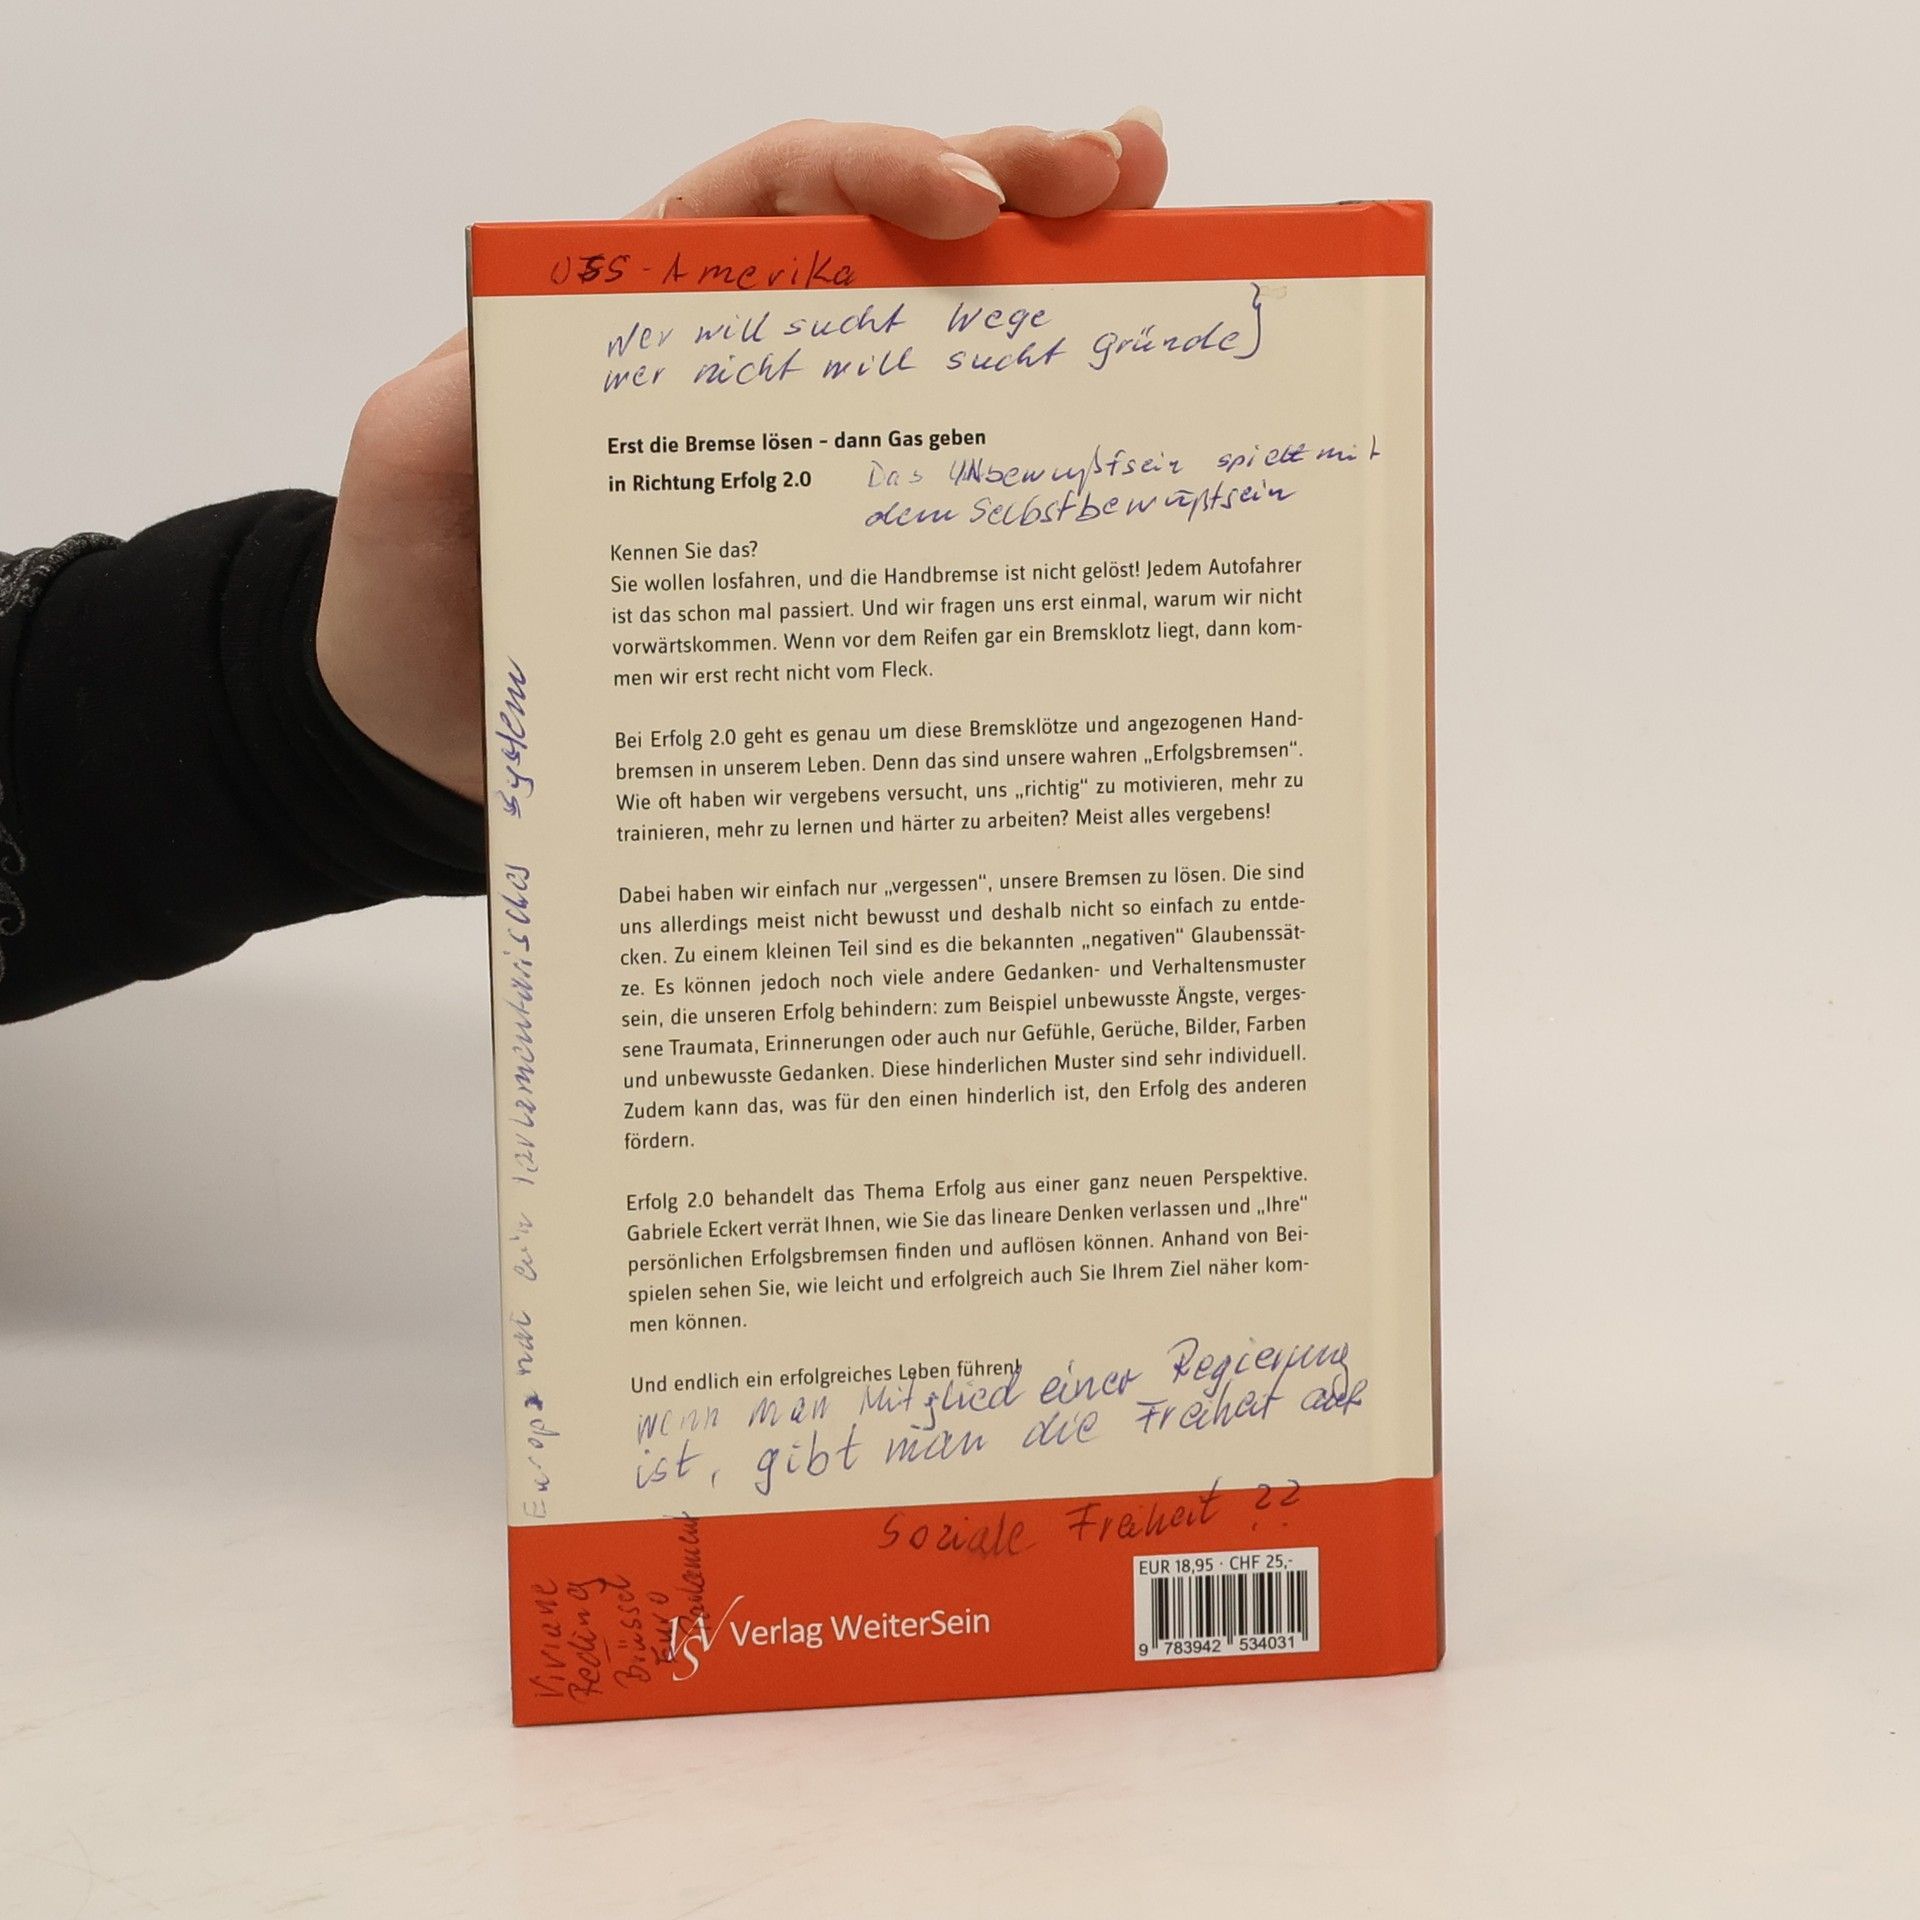 - Amerika
wer will sucht Wege
wer nicht will sucht Gründe}
Erst die Bremse lösen – dann Gas geben
in Richtung Erfolg 2.0
Das UNbewußtsein spielt mit
dem Selbstbewußtsein
Kennen Sie das?
Sie wollen losfahren, und die Handbremse ist nicht gelöst! Jedem Autofahrer
ist das schon mal passiert. Und wir fragen uns erst einmal, warum wir nicht
vorwärtskommen. Wenn vor dem Reifen gar ein Bremsklotz liegt, dann kom-
men wir erst recht nicht vom Fleck.
Bei Erfolg 2.0 geht es genau um diese Bremsklötze und angezogenen Hand-
bremsen in unserem Leben. Denn das sind unsere wahren „Erfolgsbremsen“.
Wie oft haben wir vergebens versucht, uns „richtig“ zu motivieren, mehr zu
trainieren, mehr zu lernen und härter zu arbeiten? Meist alles vergebens!
Dabei haben wir einfach nur „vergessen“, unsere Bremsen zu lösen. Die sind
uns allerdings meist nicht bewusst und deshalb nicht so einfach zu entde-
cken. Zu einem kleinen Teil sind es die bekannten „negativen“ Glaubenssät-
ze. Es können jedoch noch viele andere Gedanken- und Verhaltensmuster
sein, die unseren Erfolg behindern: zum Beispiel unbewusste Ängste, verges-
sene Traumata, Erinnerungen oder auch nur Gefühle, Gerüche, Bilder, Farben
und unbewusste Gedanken. Diese hinderlichen Muster sind sehr individuell.
Zudem kann das, was für den einen hinderlich ist, den Erfolg des anderen
fördern.
Erfolg 2.0 behandelt das Thema Erfolg aus einer ganz neuen Perspektive.
Gabriele Eckert verrät Ihnen, wie Sie das lineare Denken verlassen und „Ihre“
persönlichen Erfolgsbremsen finden und auflösen können. Anhand von Bei-
spielen sehen Sie, wie leicht und erfolgreich auch Sie Ihrem Ziel näher kom-
men können.
Und endlich ein erfolgreiches Leben führen!
wenn man Mitglied einer Regierung
ist, gibt man die Freiheit auf
Soziale Freiheit ??
Europa hat ein parlamentarisches System
Viviane
Reding
Brüssel
Euro
Parlament
WS Verlag WeiterSein
EUR 18,95 · CHF 25,-
9 783942 534031